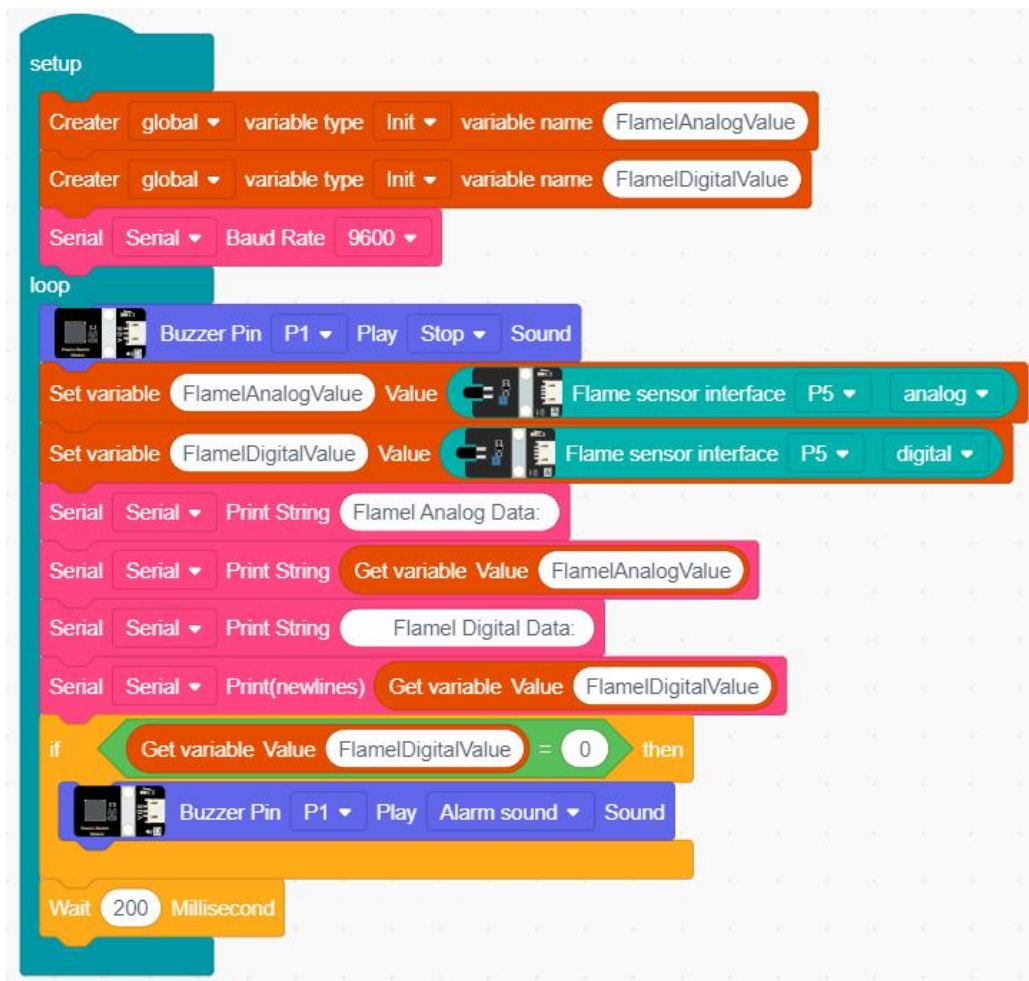 setup
Creater global variable type Init variable name FlamelAnalogValue
Creater global variable type Init variable name FlamelDigitalValue
Serial Serial Baud Rate 9600
loop
Buzzer Pin P1 Play Stop Sound
Set variable FlamelAnalogValue Value Flame sensor interface P5 analog
Set variable FlamelDigitalValue Value Flame sensor interface P5 digital
Serial Serial Print String Flamel Analog Data:
Serial Serial Print String Get variable Value FlamelAnalogValue
Serial Serial Print String Flamel Digital Data:
Serial Serial Print(newlines) Get variable Value FlamelDigitalValue
if Get variable Value FlamelDigitalValue = 0 then
Buzzer Pin P1 Play Alarm sound Sound
Wait 200 Millisecond